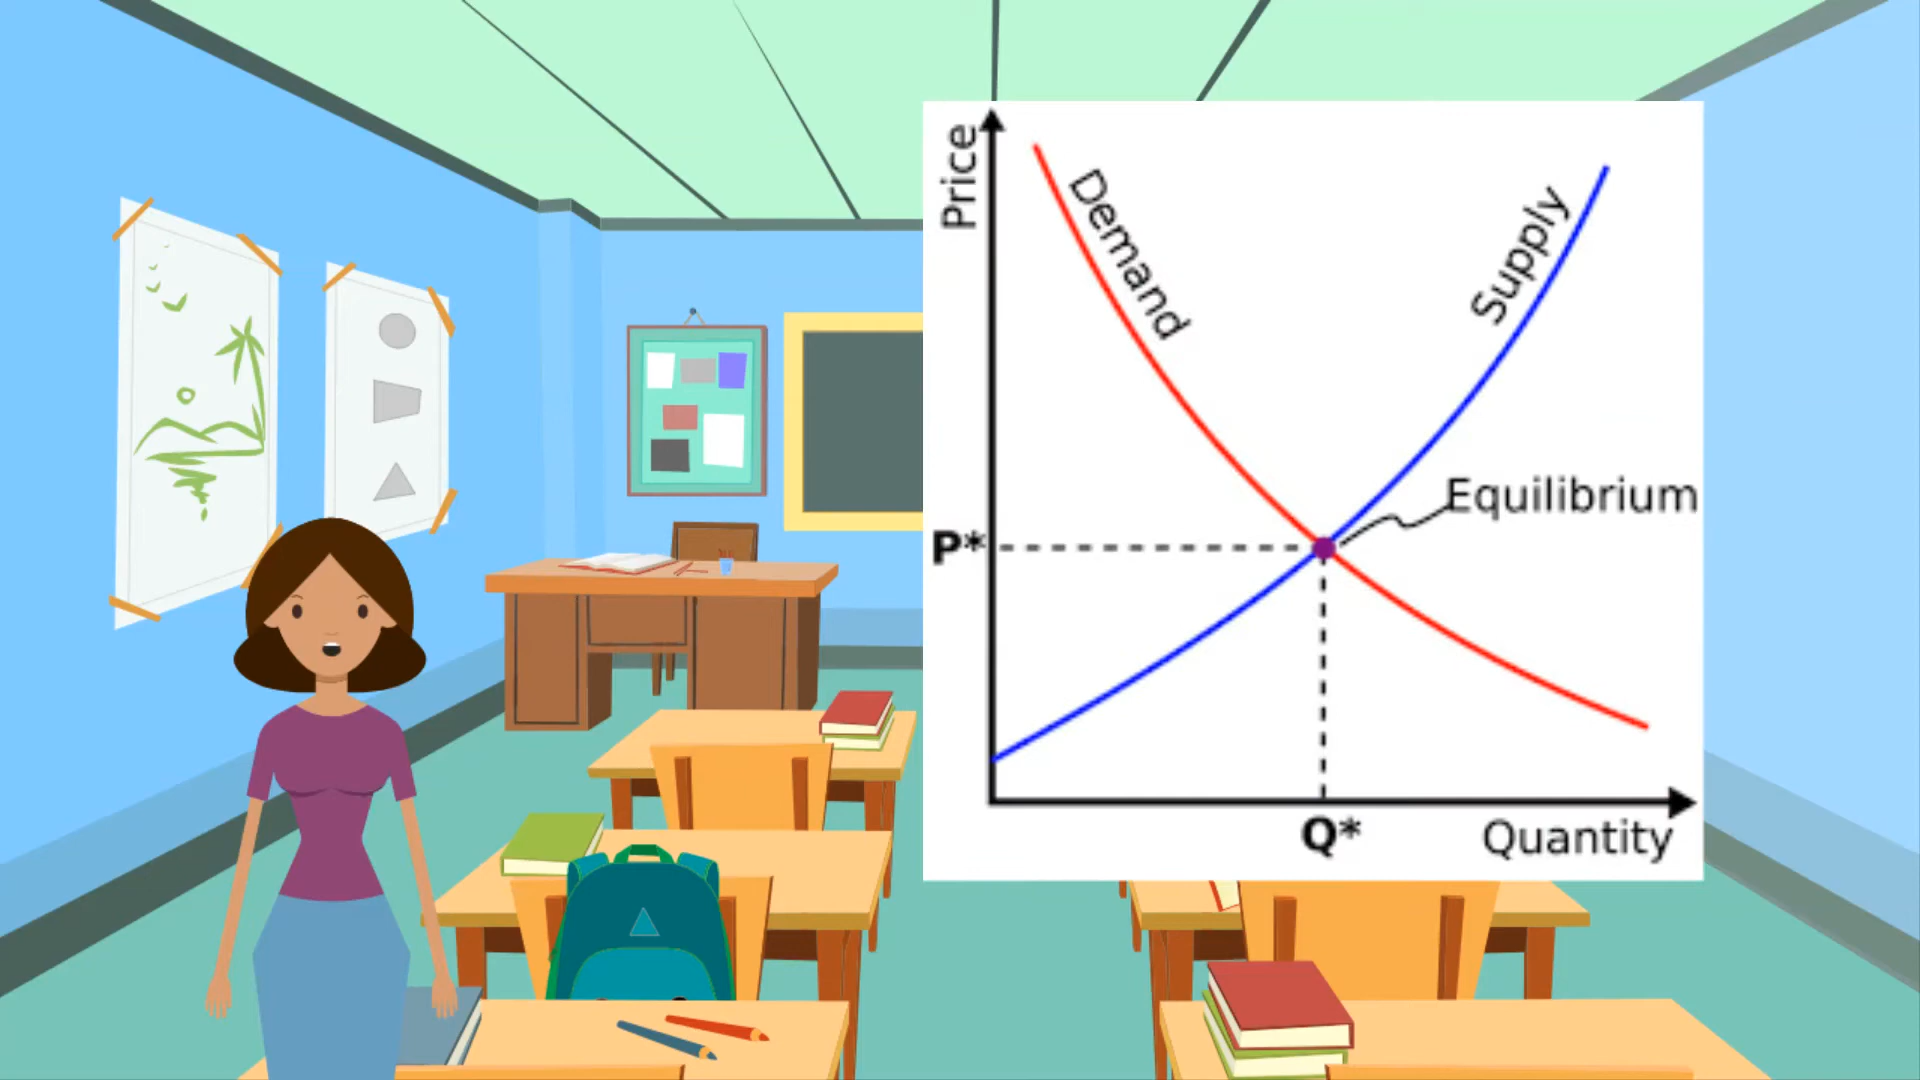 Price
Demand
Supply
Equilibrium
P*
Q*
Quantity